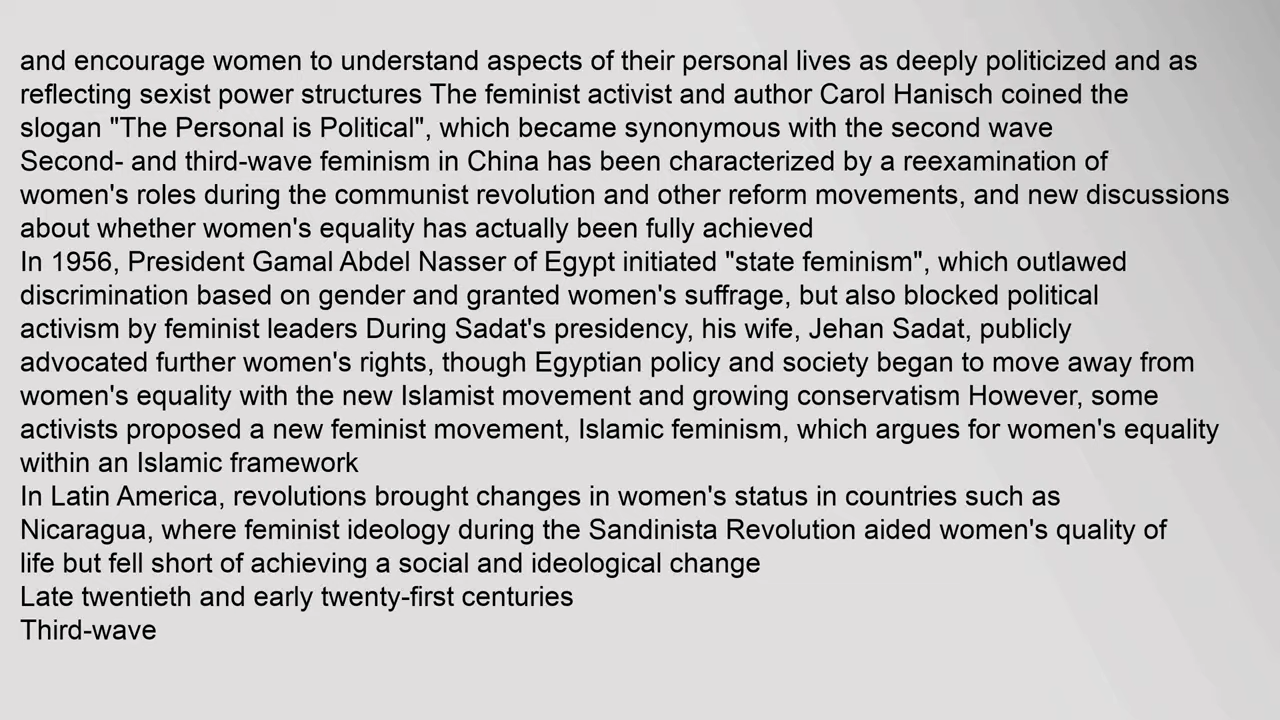 and encourage women to understand aspects of their personal lives as deeply politicized and as
reflecting sexist power structures The feminist activist and author Carol Hanisch coined the
slogan "The Personal is Political", which became synonymous with the second wave
Second- and third-wave feminism in China has been characterized by a reexamination of
women's roles during the communist revolution and other reform movements, and new discussions
about whether women's equality has actually been fully achieved
In 1956, President Gamal Abdel Nasser of Egypt initiated "state feminism", which outlawed
discrimination based on gender and granted women's suffrage, but also blocked political
activism by feminist leaders During Sadat's presidency, his wife, Jehan Sadat, publicly
advocated further women's rights, though Egyptian policy and society began to move away from
women's equality with the new Islamist movement and growing conservatism However, some
activists proposed a new feminist movement, Islamic feminism, which argues for women's equality
within an Islamic framework
In Latin America, revolutions brought changes in women's status in countries such as
Nicaragua, where feminist ideology during the Sandinista Revolution aided women's quality of
life but fell short of achieving a social and ideological change
Late twentieth and early twenty-first centuries
Third-wave